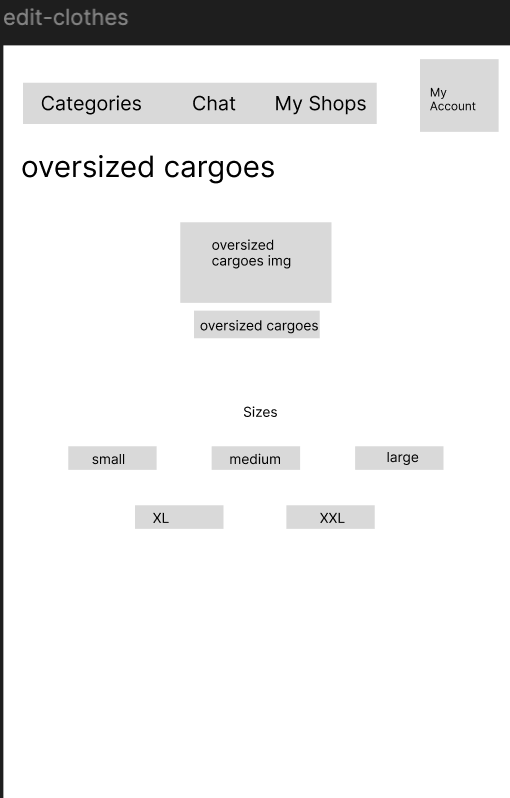 edit-clothes
Categories Chat My Shops
My
Account
oversized cargoes
oversized
cargoes img
oversized cargoes
Sizes
small medium large
XL XXL